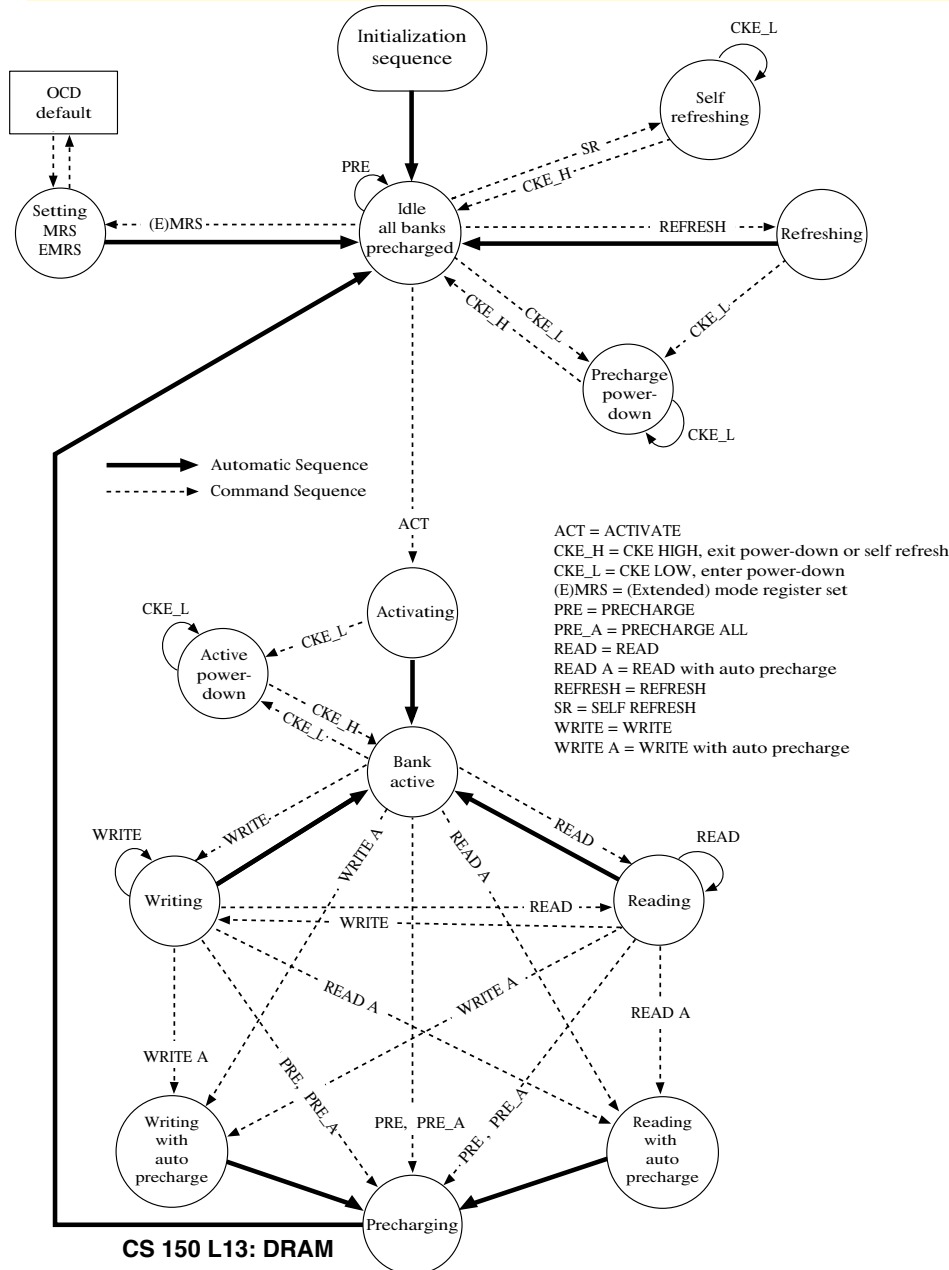 Initialization
sequence
CKE_L
OCD
default
Self
refreshing
SR
CKE_H
PRE
Setting
MRS
EMRS
(E)MRS
Idle
all banks
precharged
REFRESH
Refreshing
CKE_L
CKE_H
CKE_L
Precharge
power-
down
CKE_L
Automatic Sequence
Command Sequence
ACT
ACT = ACTIVATE
CKE_H = CKE HIGH, exit power-down or self refresh
CKE_L = CKE LOW, enter power-down
(E)MRS = (Extended) mode register set
PRE = PRECHARGE
PRE_A = PRECHARGE ALL
READ = READ
READ A = READ with auto precharge
REFRESH = REFRESH
SR = SELF REFRESH
WRITE = WRITE
WRITE A = WRITE with auto precharge
CKE_L
Activating
CKE_L
Active
power-
down
CKE_H
CKE_L
Bank
active
WRITE
WRITE
WRITE A
READ A
READ
READ
Writing
READ
WRITE
Reading
READ A
WRITE A
READ A
WRITE A
PRE, PRE_A
PRE, PRE_A
PRE , PRE_A
Writing
with
auto
precharge
Reading
with
auto
precharge
Precharging
CS 150 L13: DRAM